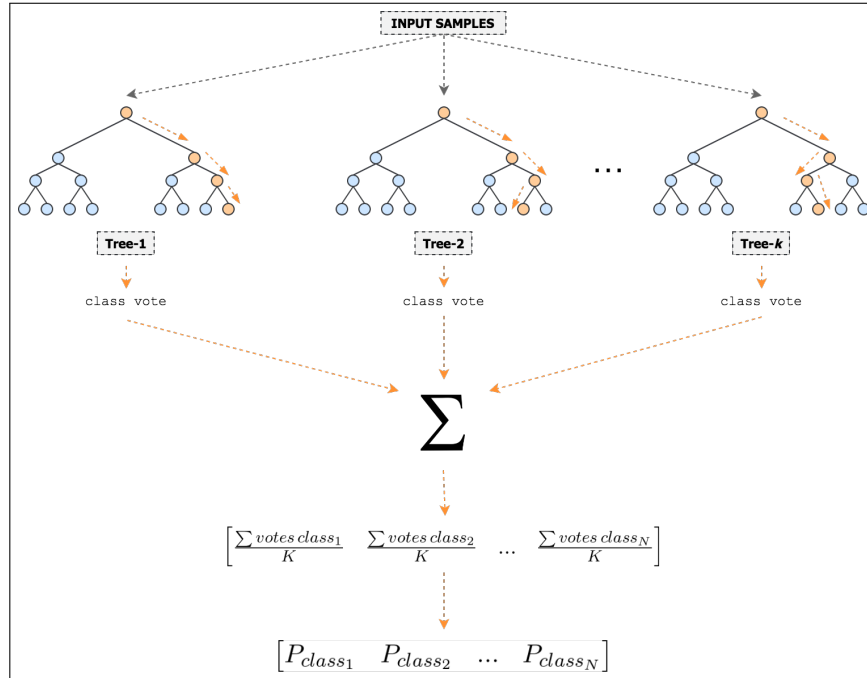 INPUT SAMPLES
...
Tree-1 Tree-2 Tree-k
class vote class vote class vote
∑
[∑ votes class₁ / K  ∑ votes class₂ / K  ...  ∑ votes class_N / K]
[P_class₁  P_class₂  ...  P_class_N]